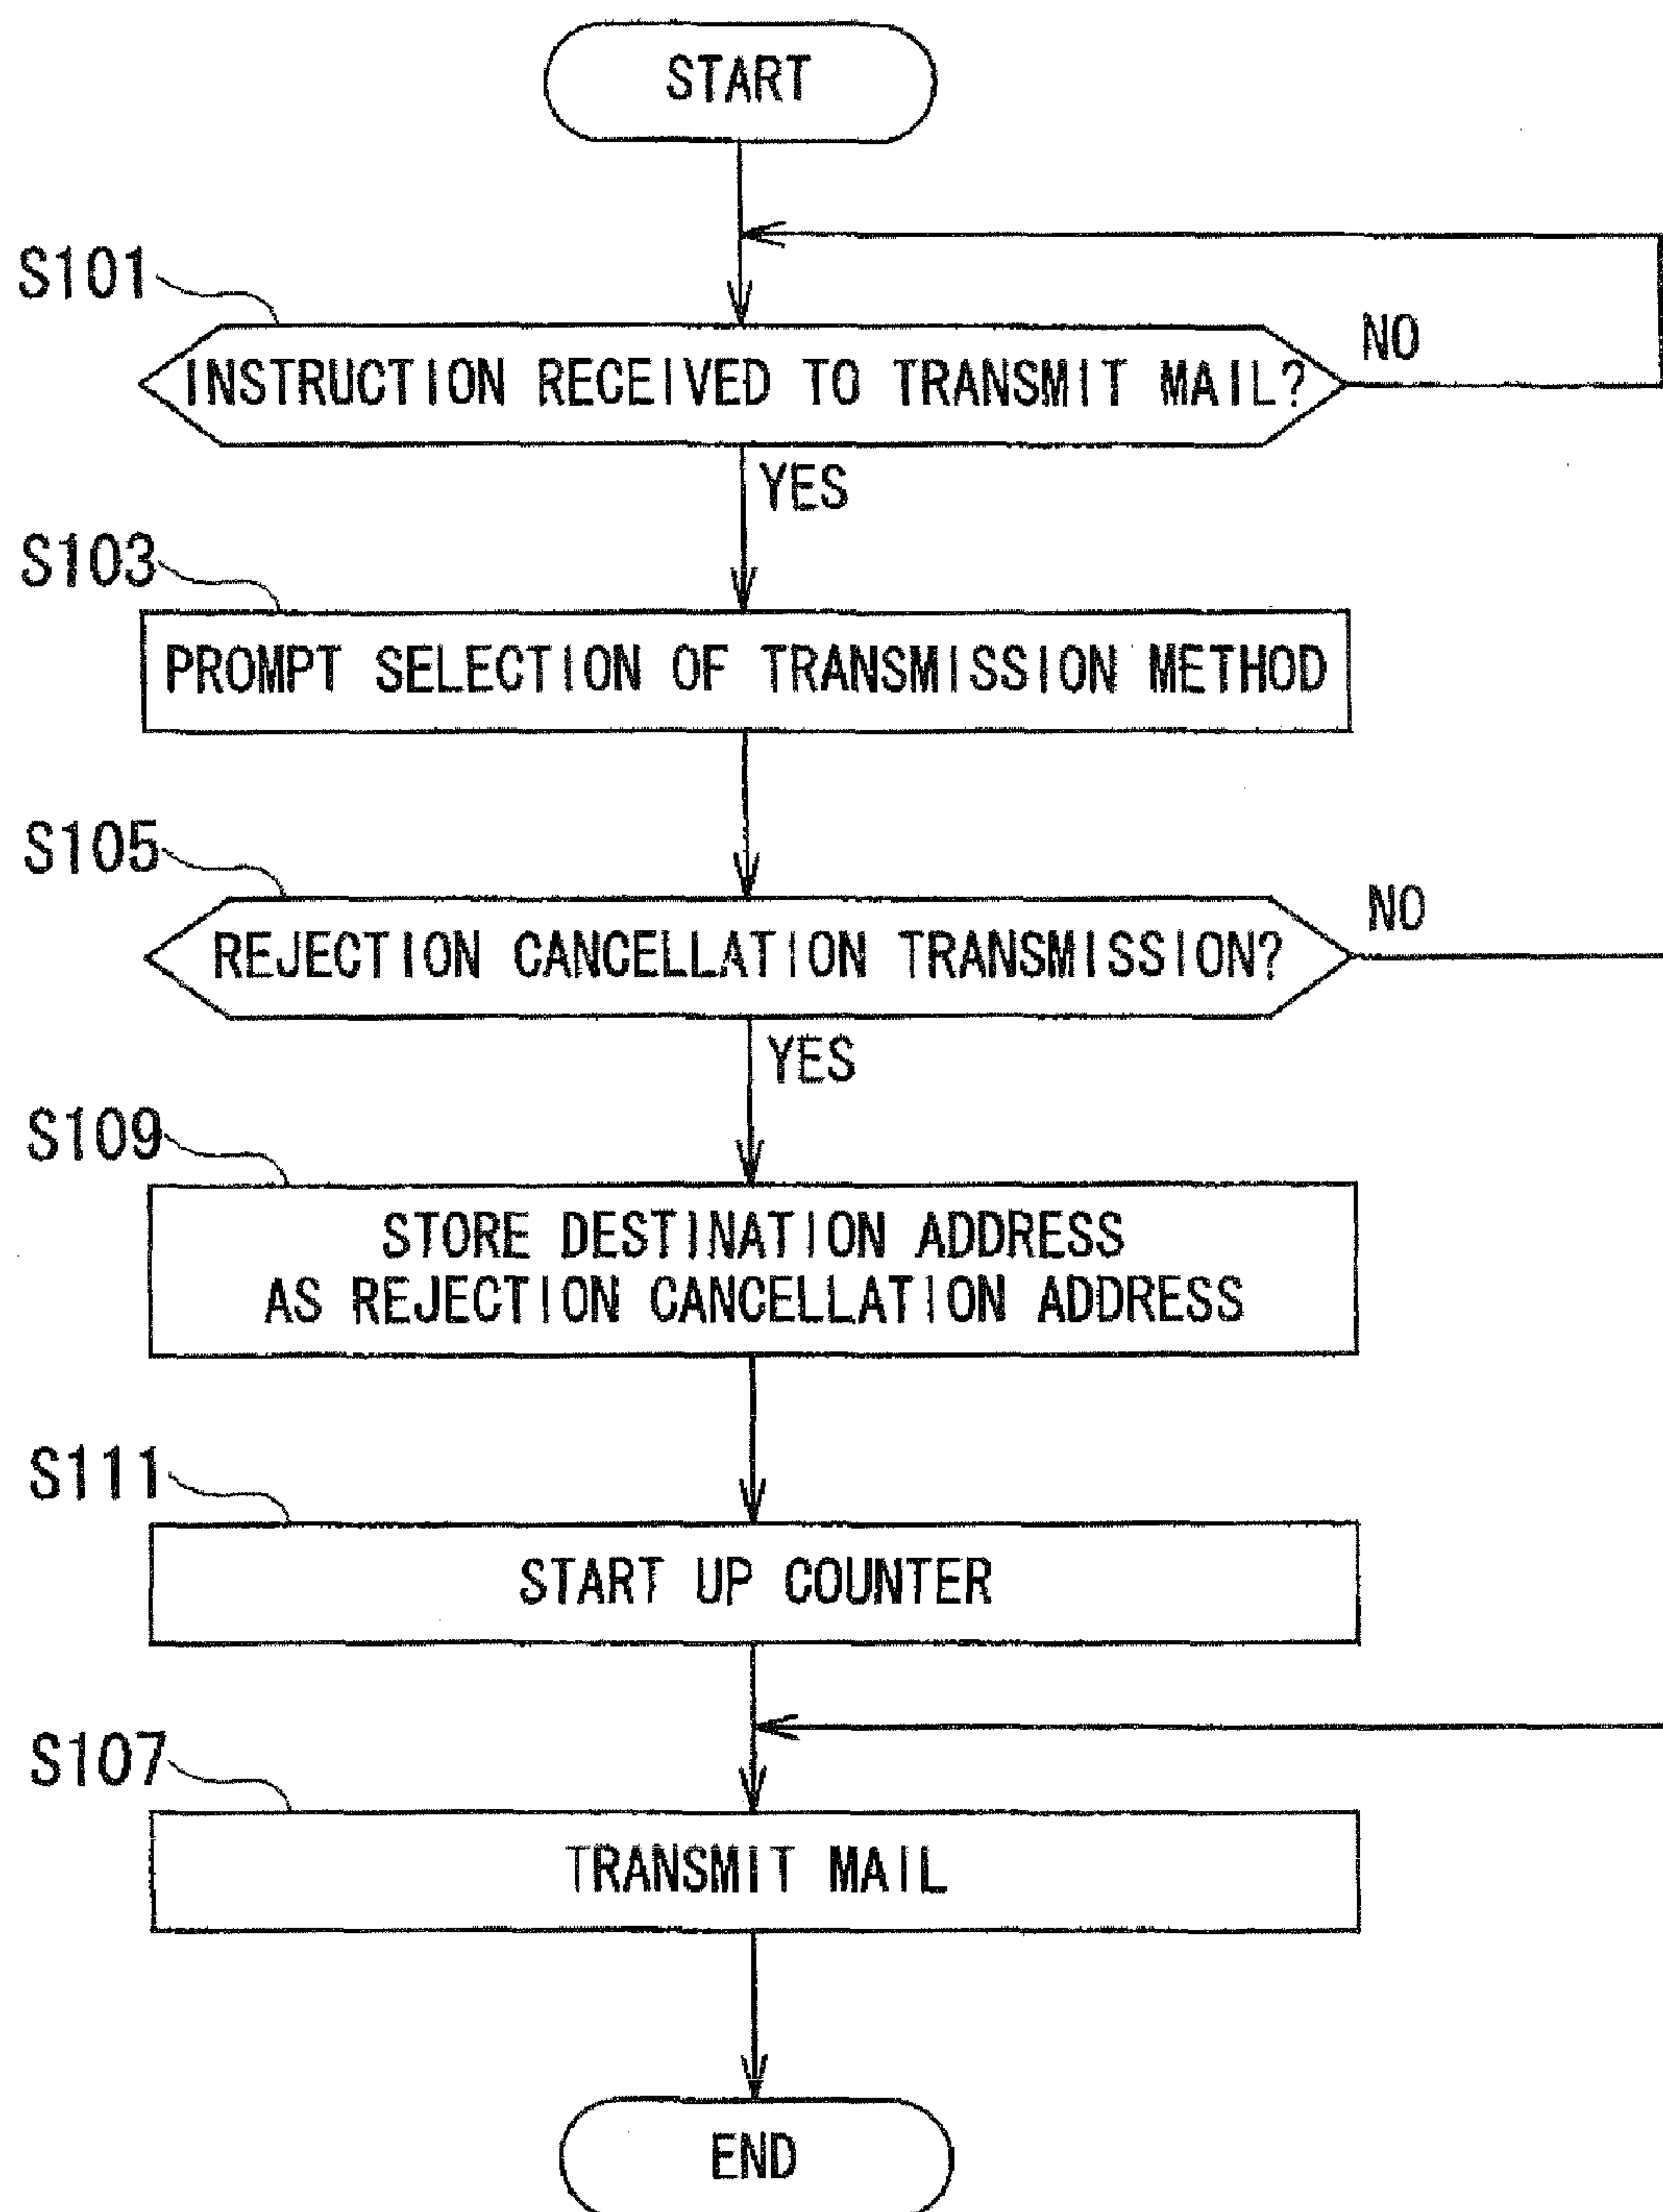 START
S101
INSTRUCTION RECEIVED TO TRANSMIT MAIL?
NO
YES
S103
PROMPT SELECTION OF TRANSMISSION METHOD
S105
REJECTION CANCELLATION TRANSMISSION?
NO
YES
S109
STORE DESTINATION ADDRESS
AS REJECTION CANCELLATION ADDRESS
S111
START UP COUNTER
S107
TRANSMIT MAIL
END